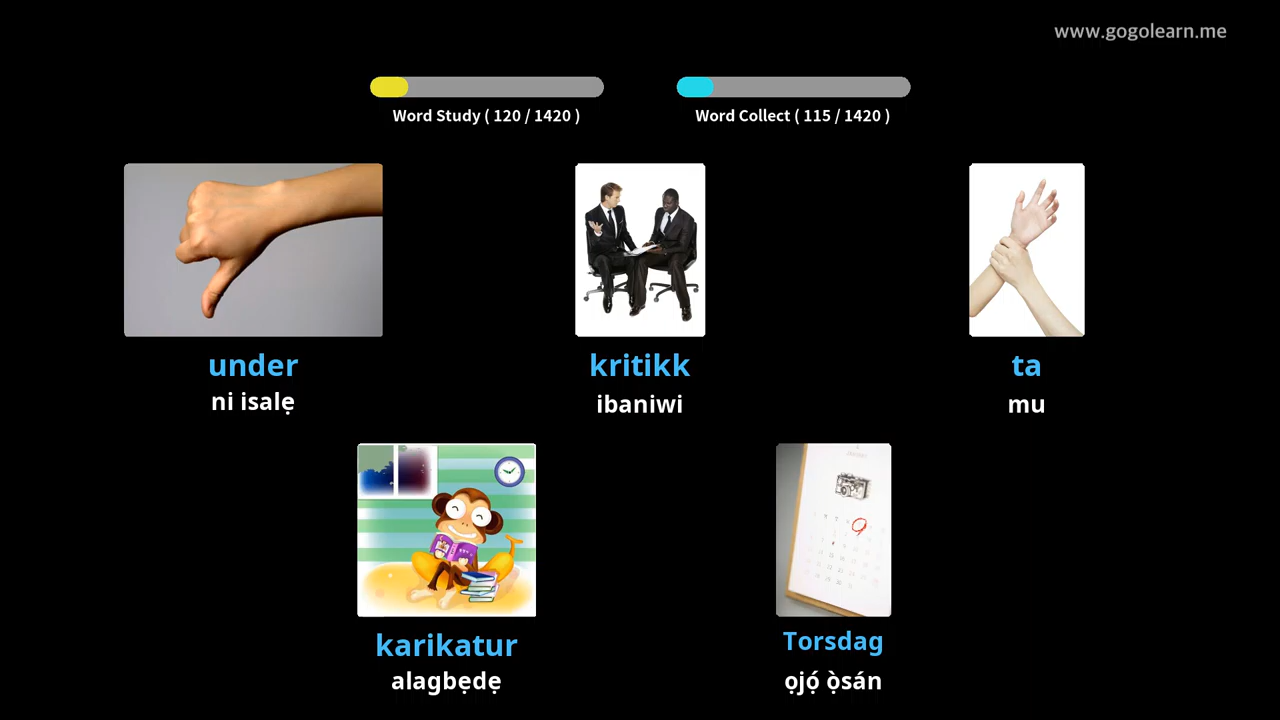 www.gogolearn.me
Word Study ( 120 / 1420 )
Word Collect ( 115 / 1420 )
under
ni isalẹ
kritikk
ibaniwi
ta
mu
karikatur
alagbẹdẹ
Torsdag
ọjọ́ ọ̀sán